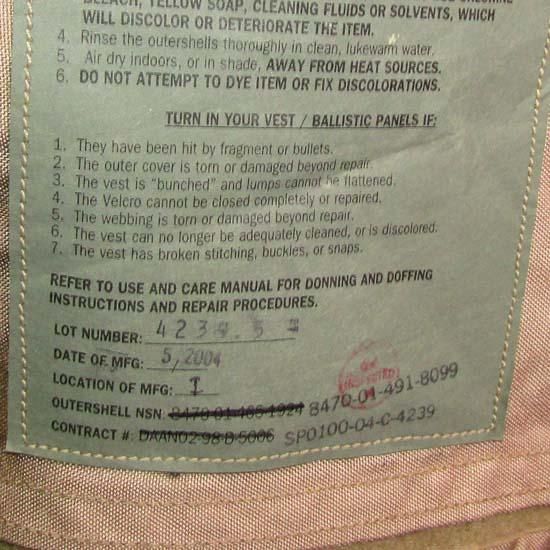 BLEACH, YELLOW SOAP, CLEANING FLUIDS OR SOLVENTS, WHICH
WILL DISCOLOR OR DETERIORATE THE ITEM.
4. Rinse the outershells thoroughly in clean, lukewarm water.
5. Air dry indoors, or in shade, AWAY FROM HEAT SOURCES.
6. DO NOT ATTEMPT TO DYE ITEM OR FIX DISCOLORATIONS.
TURN IN YOUR VEST / BALLISTIC PANELS IF:
1. They have been hit by fragment or bullets.
2. The outer cover is torn or damaged beyond repair.
3. The vest is "bunched" and lumps cannot be flattened.
4. The Velcro cannot be closed completely or repaired.
5. The webbing is torn or damaged beyond repair.
6. The vest can no longer be adequately cleaned, or is discolored.
7. The vest has broken stitching, buckles, or snaps.
REFER TO USE AND CARE MANUAL FOR DONNING AND DOFFING
INSTRUCTIONS AND REPAIR PROCEDURES.
LOT NUMBER:
DATE OF MFG: 5, 2004
LOCATION OF MFG: I
OUTERSHELL NSN: 8470-01-465-1924 8470-01-491-8099
CONTRACT #: DAAN02-98-B-5006 SP0100-04-C-4239